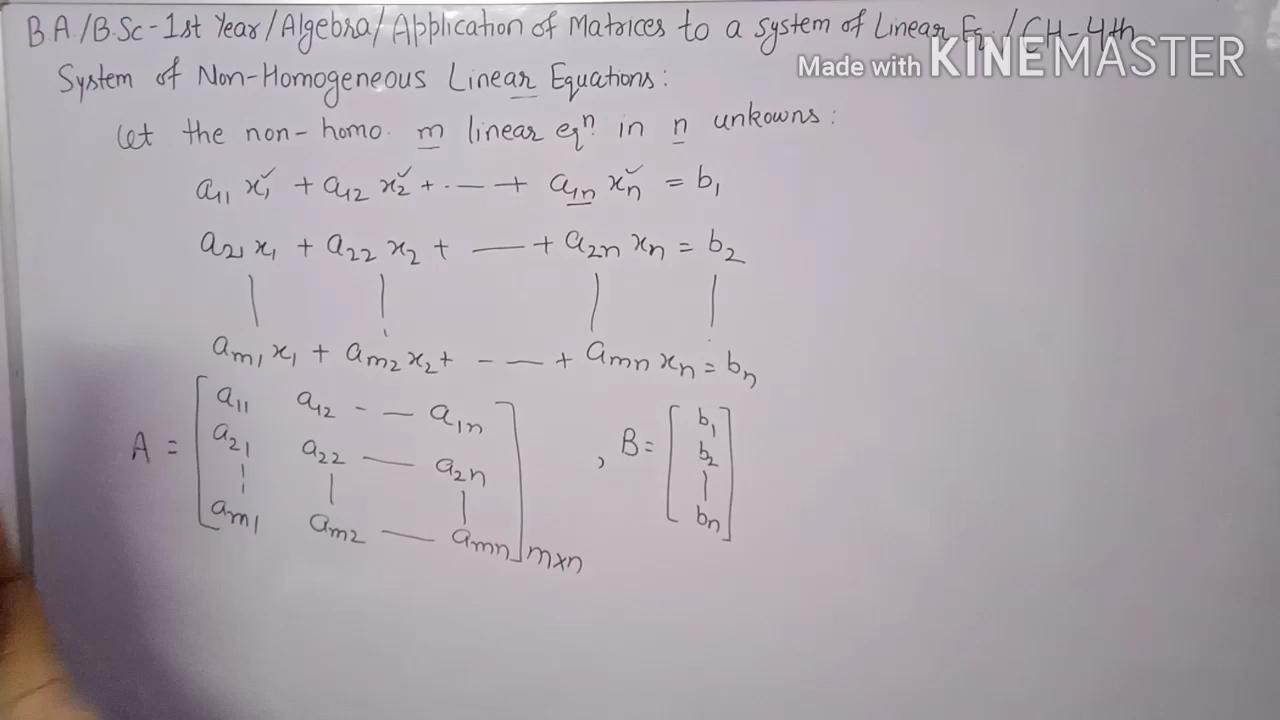 B.A./B.Sc-1st Year/Algebra/Application of Matrices to a system of Linear Eq. / CH-4th
Made with KINEMASTER
System of Non-Homogeneous Linear Equations:
Let the non-homo. m linear eqⁿ. in n unkowns:
a₁₁ x₁ + a₁₂ x₂ + - — + a₁ₙ xₙ = b₁
a₂₁ x₁ + a₂₂ x₂ + — + a₂ₙ xₙ = b₂
| | | |
aₘ₁ x₁ + aₘ₂ x₂ + - — + aₘₙ xₙ = bₙ
A = [ a₁₁ a₁₂ - — a₁ₙ
a₂₁ a₂₂ — a₂ₙ
| | |
aₘ₁ aₘ₂ — aₘₙ ] m×n
, B = [ b₁
b₂
|
bₙ ]